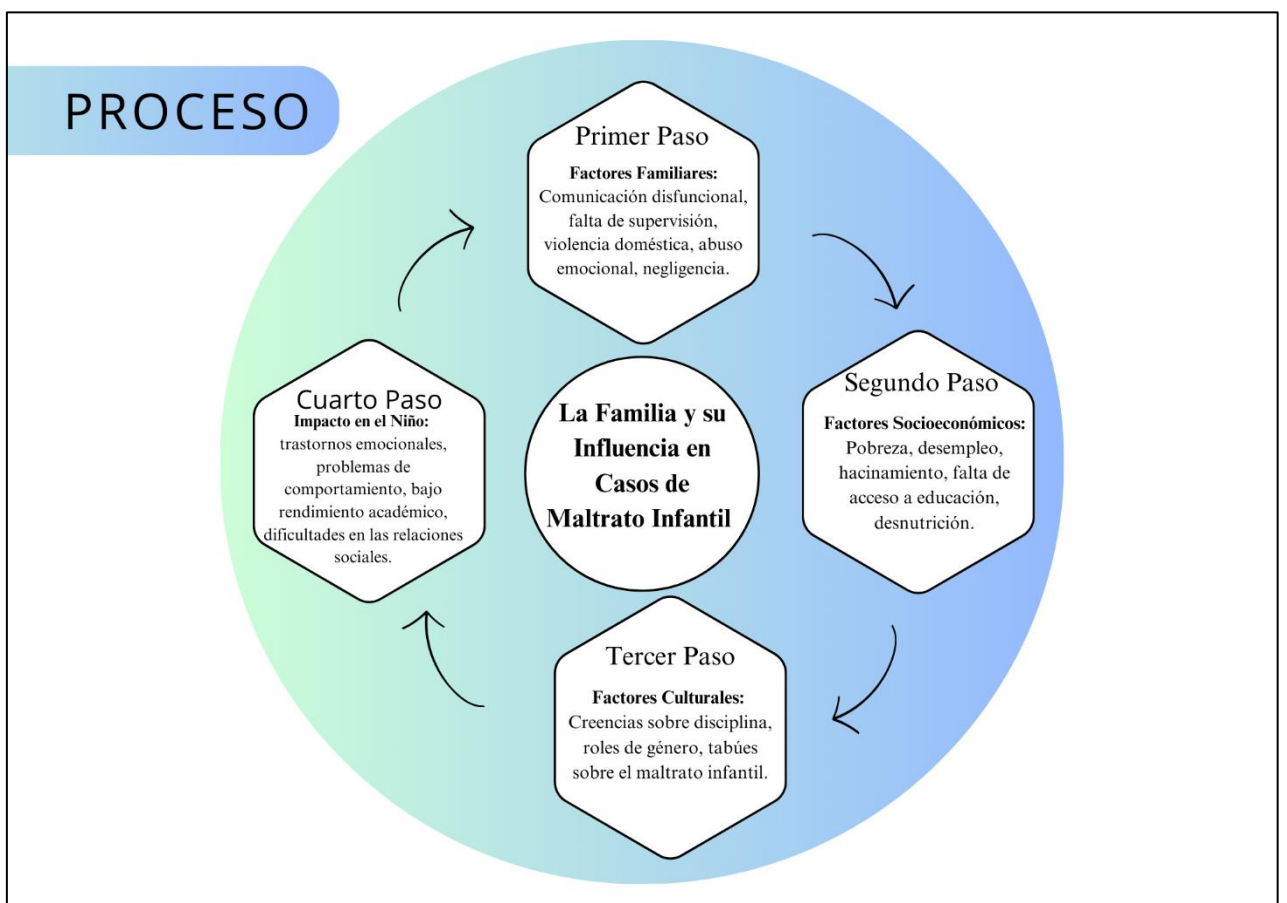 PROCESO
Primer Paso
Factores Familiares:
Comunicación disfuncional,
falta de supervisión,
violencia doméstica, abuso
emocional, negligencia.
Segundo Paso
Factores Socioeconómicos:
Pobreza, desempleo,
hacinamiento, falta de
acceso a educación,
desnutrición.
Tercer Paso
Factores Culturales:
Creencias sobre disciplina,
roles de género, tabúes
sobre el maltrato infantil.
Cuarto Paso
Impacto en el Niño:
trastornos emocionales,
problemas de
comportamiento, bajo
rendimiento académico,
dificultades en las relaciones
sociales.
La Familia y su
Influencia en
Casos de
Maltrato Infantil